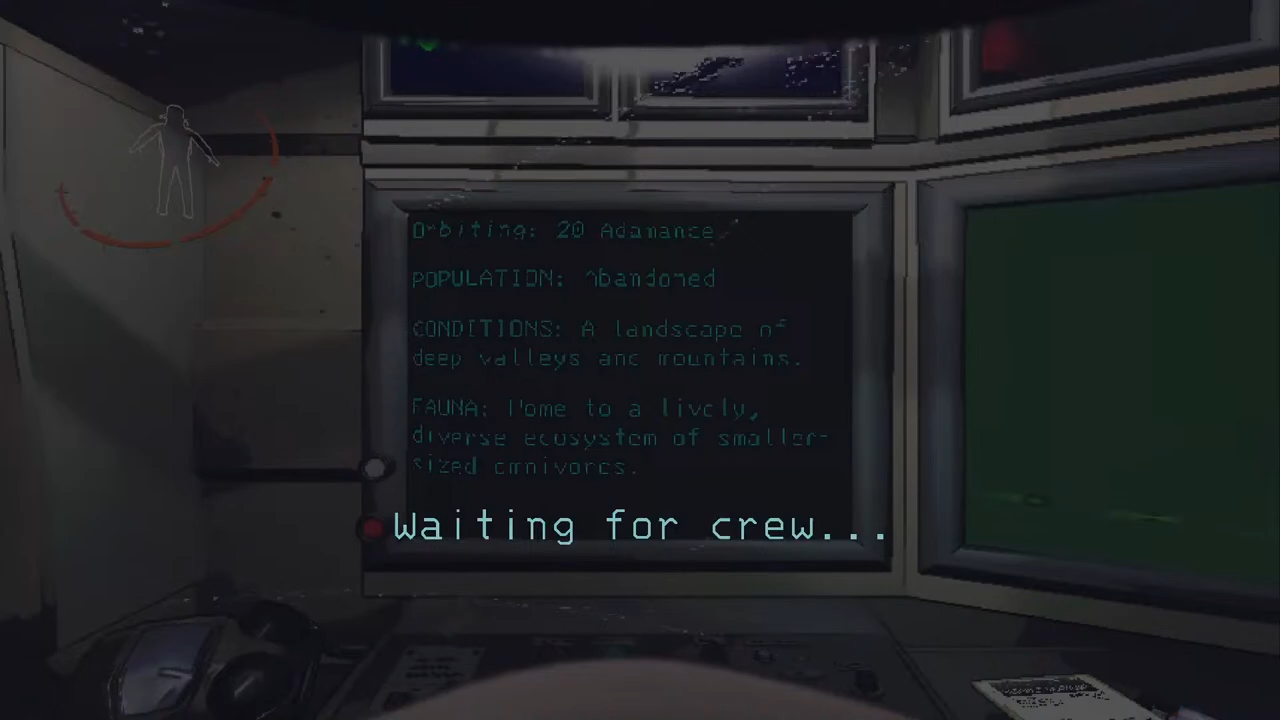 Orbiting: 20 Adamance
POPULATION: Abandoned
CONDITIONS: A landscape of
deep valleys and mountains.
FAUNA: Home to a lively,
diverse ecosystem of smaller-
sized omnivores.
Waiting for crew...